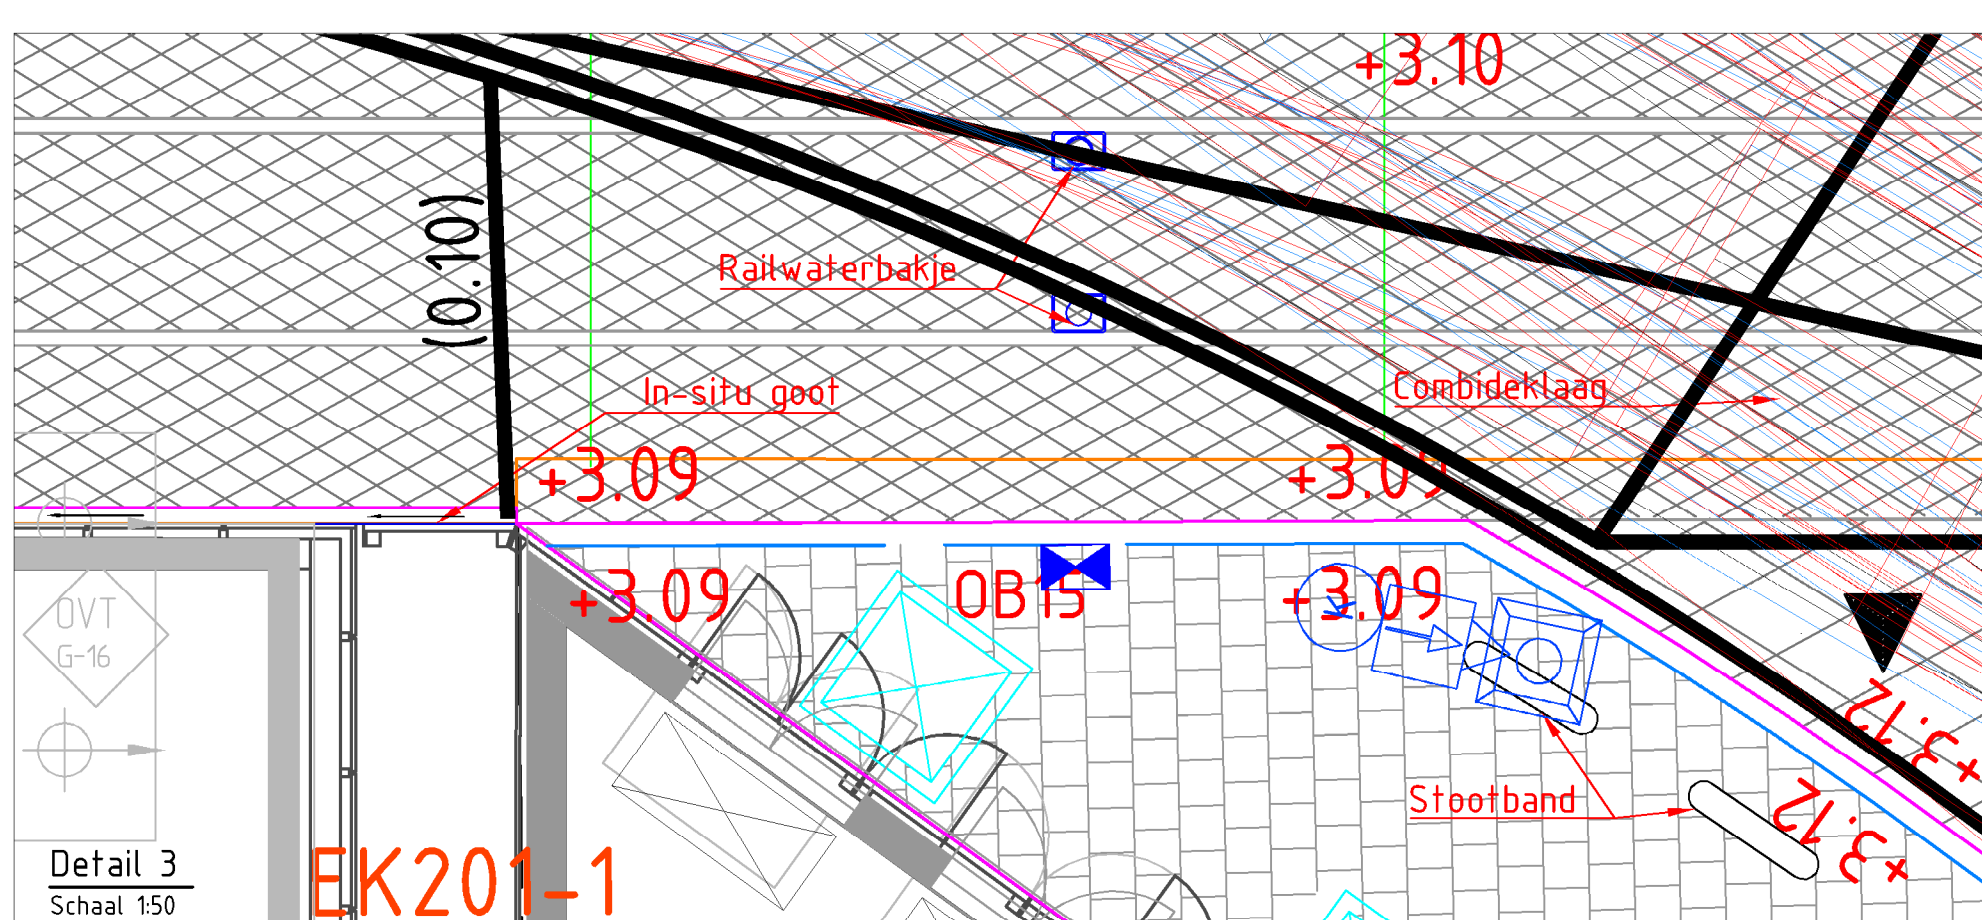 +3.10
(0.10)
Railwaterbakje
In-situ goot
Combideklaag
+3.09
+3.09
+3.09
OB15
+3.09
OVT
G-16
+3.12
Stootband
+3.12
Detail 3
Schaal 1:50
EK201-1